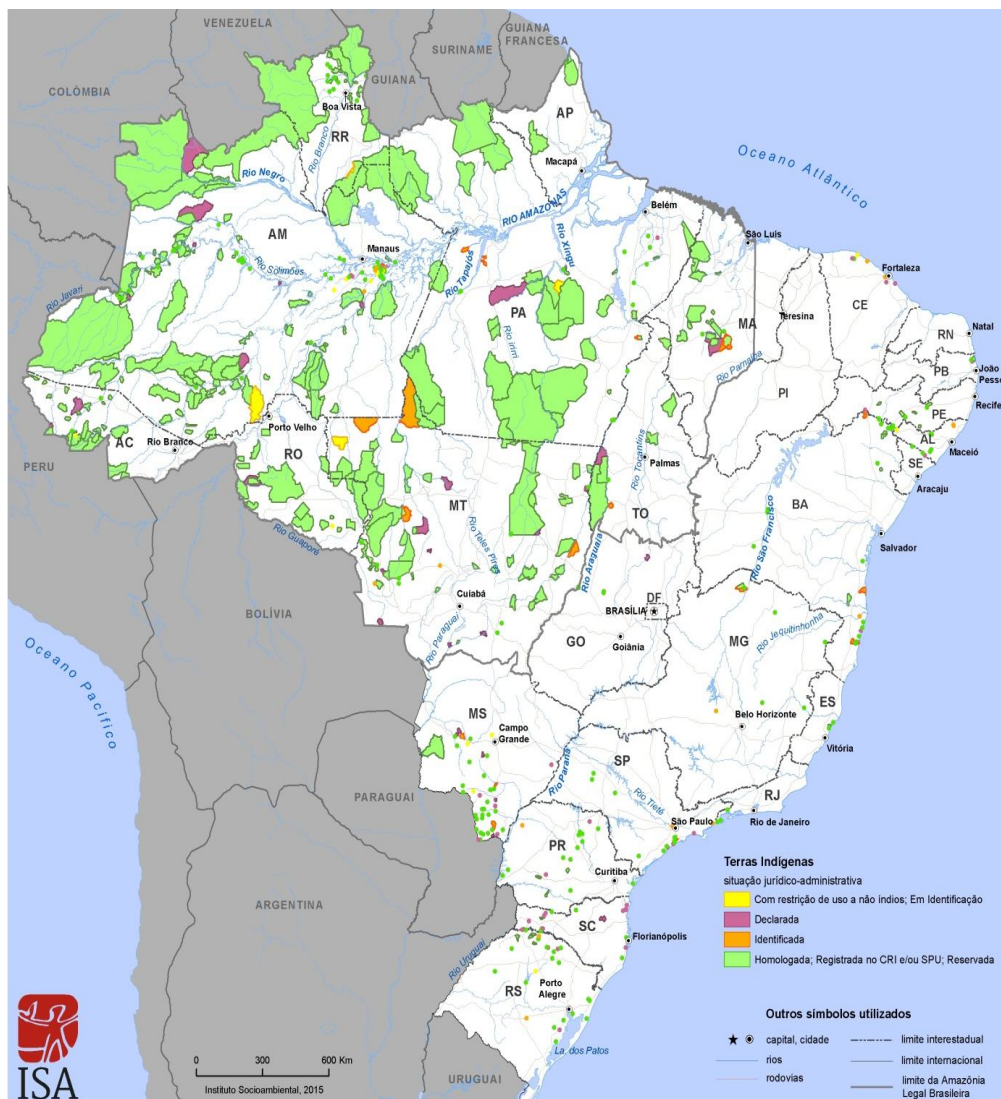 VENEZUELA
SURINAME
GUIANA
FRANCESA
GUIANA
COLÔMBIA
Boa Vista
RR
AP
Rio Branco
Macapá
Oceano Atlântico
Rio Negro
RIO AMAZONAS
Belém
São Luis
AM
Manaus
Rio Tapajós
Rio Xingu
Fortaleza
Rio Solimões
Rio Javari
PA
MA
Teresina
CE
RN
Natal
Rio Iriri
Rio Parnaíba
PB
João
Pesso
PI
PE
Recife
AC
Rio Branco
Porto Velho
AL
Maceió
PERU
RO
Rio Tocantins
Palmas
SE
Aracaju
MT
TO
BA
Rio Teles Pires
Rio São Francisco
Rio Guaporé
Rio Araguaia
Salvador
BOLÍVIA
Cuiabá
BRASÍLIA
DF
Rio Paraguai
GO
Goiânia
MG
Rio Jequitinhonha
Oceano Pacífico
MS
Campo
Grande
Belo Horizonte
ES
Vitória
Rio Paraná
SP
Rio Tietê
RJ
PARAGUAI
São Paulo
Rio de Janeiro
PR
Curitiba
ARGENTINA
SC
Florianópolis
Rio Uruguai
RS
Porto
Alegre
La. dos Patos
URUGUAI
Terras Indígenas
situação jurídico-administrativa
Com restrição de uso a não índios; Em Identificação
Declarada
Identificada
Homologada; Registrada no CRI e/ou SPU; Reservada
Outros símbolos utilizados
capital, cidade
limite interestadual
rios
limite internacional
rodovias
limite da Amazônia
Legal Brasileira
0 300 600 Km
Instituto Socioambiental, 2015
ISA